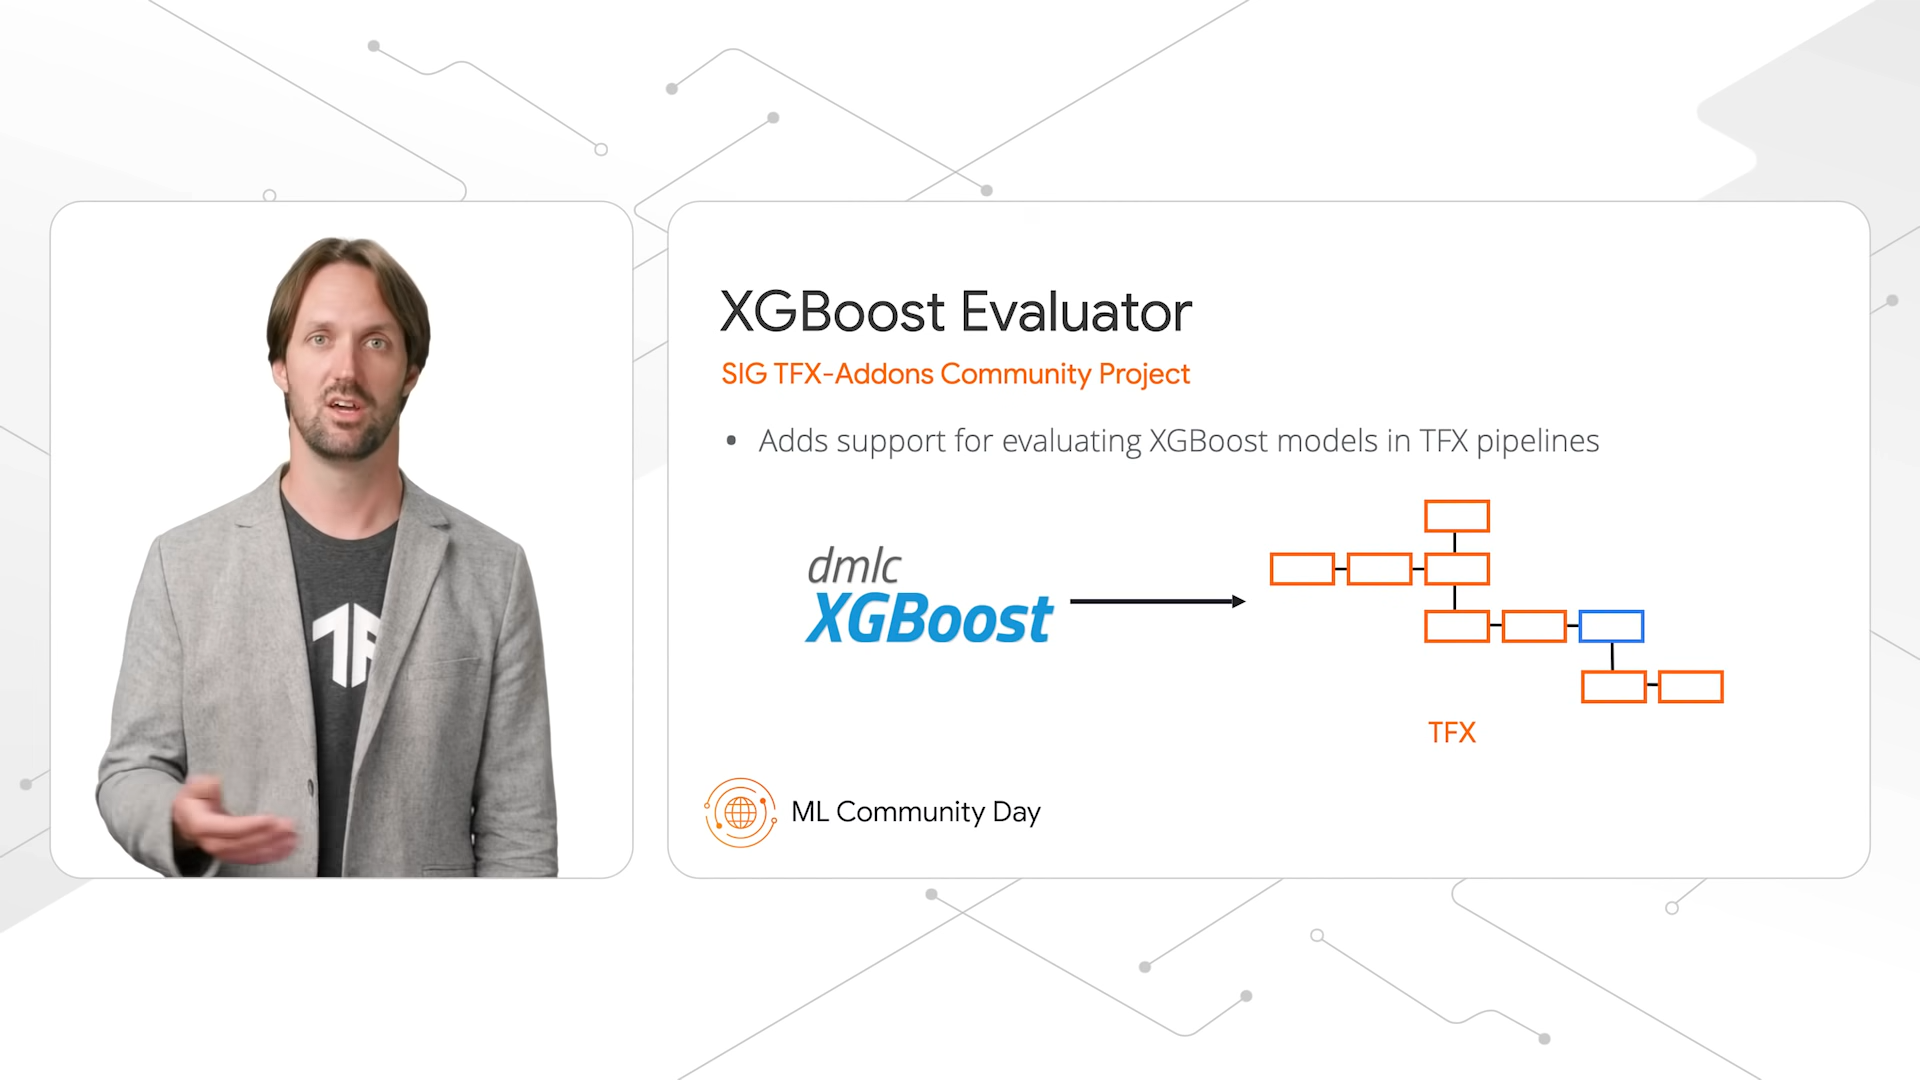 XGBoost Evaluator
SIG TFX-Addons Community Project
• Adds support for evaluating XGBoost models in TFX pipelines
dmlc
XGBoost
TFX
ML Community Day